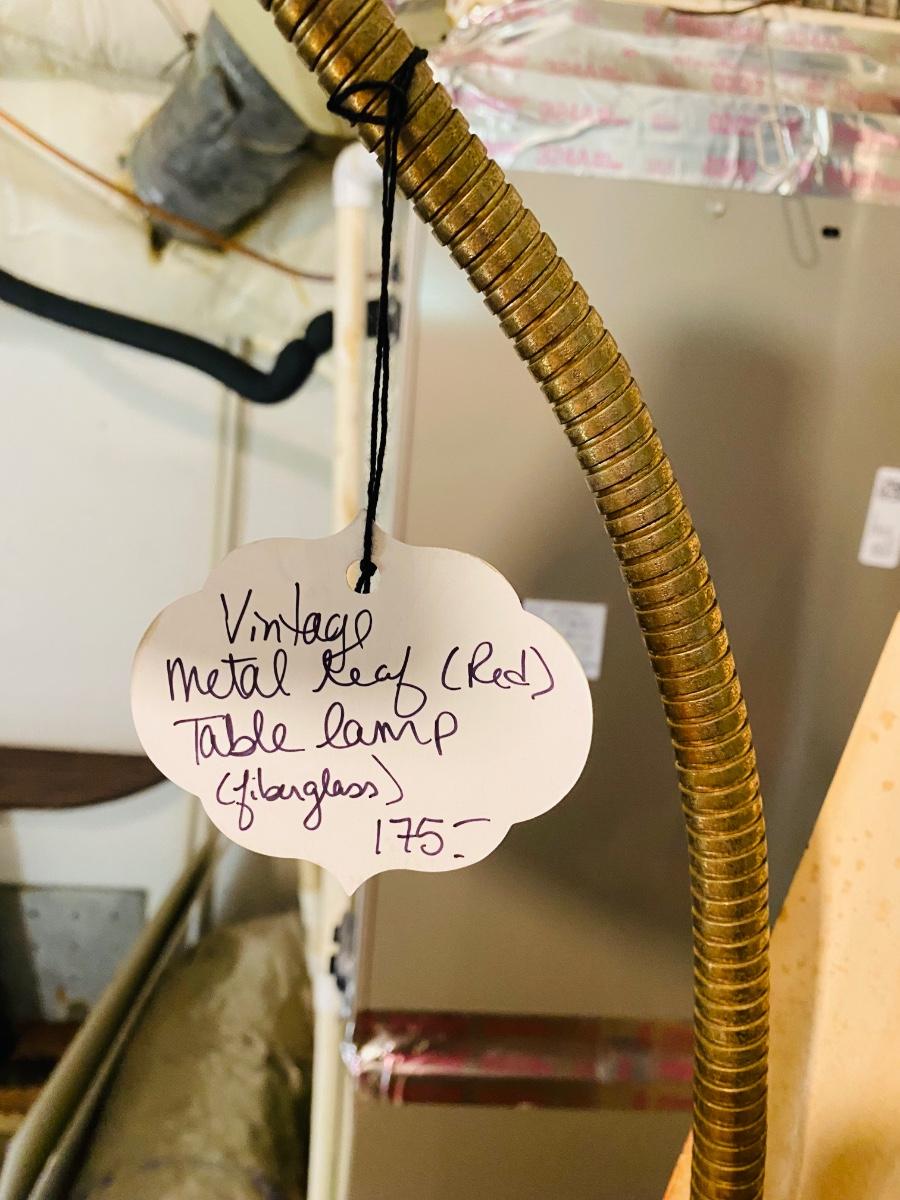 Vintage
Metal Leaf (Red)
Table lamp
(fiberglass)
175.-